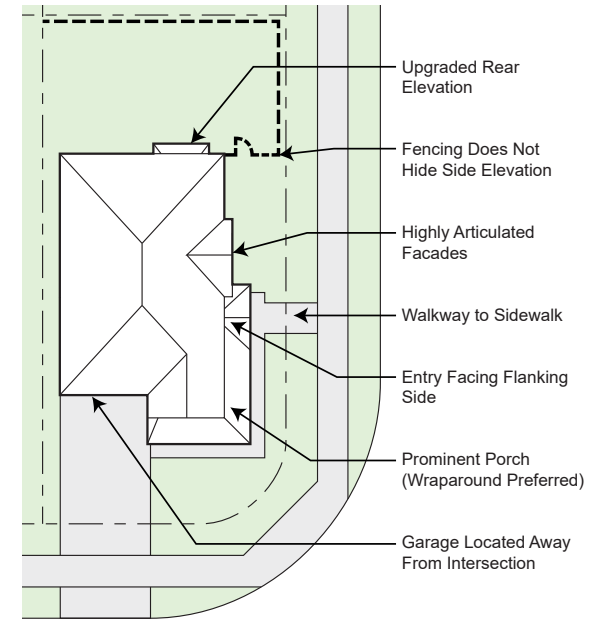 Upgraded Rear
Elevation
Fencing Does Not
Hide Side Elevation
Highly Articulated
Facades
Walkway to Sidewalk
Entry Facing Flanking
Side
Prominent Porch
(Wraparound Preferred)
Garage Located Away
From Intersection